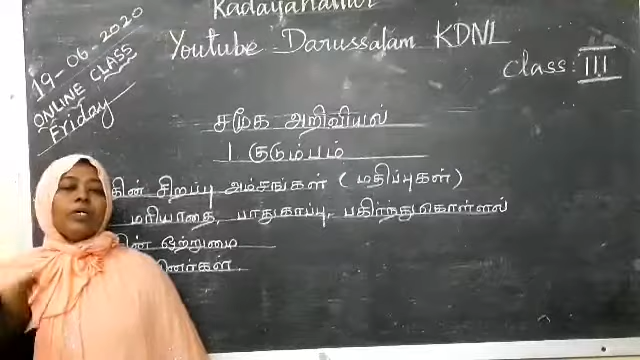 Kadayanallur
19-06-2020
Youtube Darussalam KDNL
ONLINE CLASS
Class: III
Friday
சமூக அறிவியல்
1 குடும்பம்
சிறப்பு அம்சங்கள் (மதிப்புகள்)
மரியாதை, பாதுகாப்பு, பகிர்ந்துகொள்ளல்
ஒற்றுமை